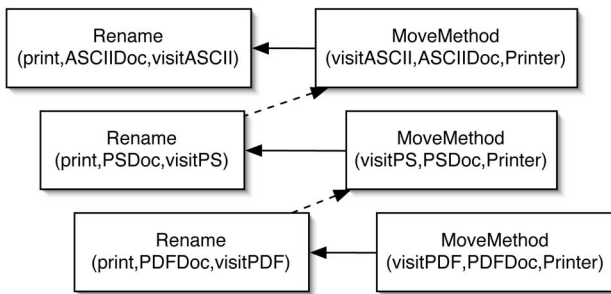 Rename
(print,ASCIIDoc,visitASCII)
MoveMethod
(visitASCII,ASCIIDoc,Printer)
Rename
(print,PSDoc,visitPS)
MoveMethod
(visitPS,PSDoc,Printer)
Rename
(print,PDFDoc,visitPDF)
MoveMethod
(visitPDF,PDFDoc,Printer)